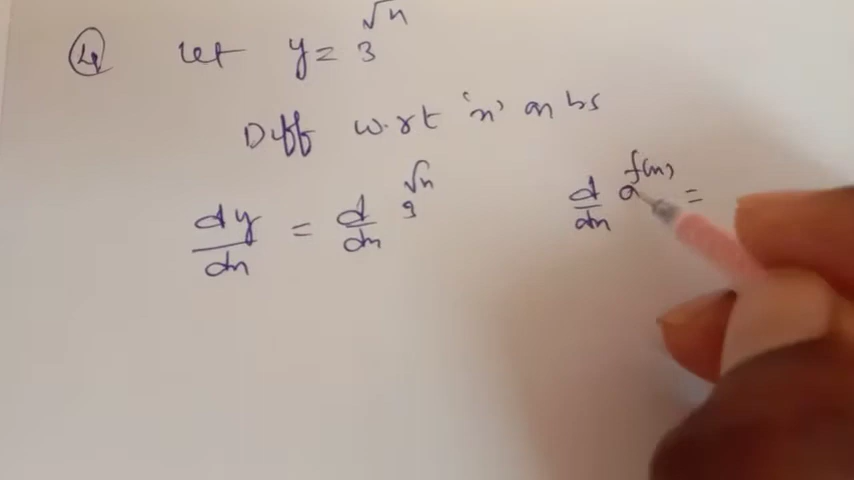 ④ Let y = 3^√x
Diff w.r.t 'x' on bs
dy/dx = d/dx 3^√x
d/dx a^f(x) =